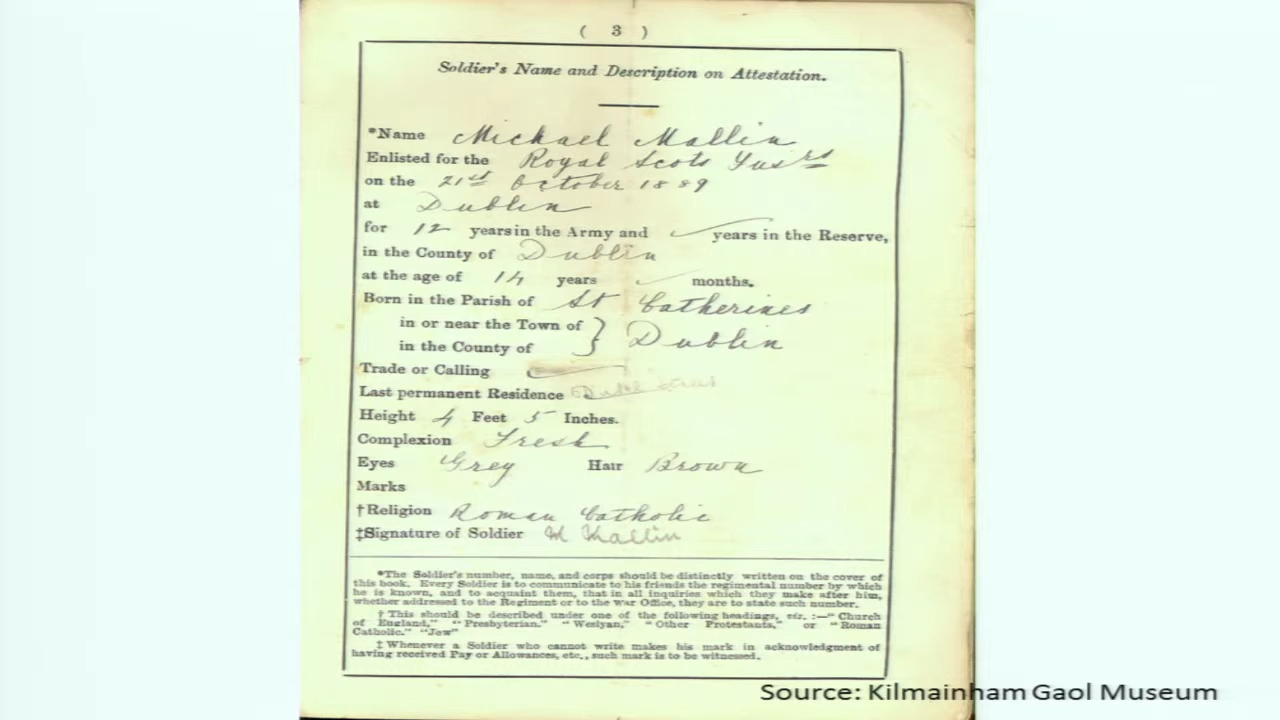 ( 3 )
Soldier's Name and Description on Attestation.
*Name Michael Mallin
Enlisted for the Royal Scots Fusrs
on the 21st October 1889
at Dublin
for 12 years in the Army and years in the Reserve,
in the County of Dublin
at the age of 14 years months.
Born in the Parish of St Catherines
in or near the Town of
in the County of } Dublin
Trade or Calling
Last permanent Residence
Height 4 Feet 5 Inches.
Complexion Fresh
Eyes Grey Hair Brown
Marks
†Religion Roman Catholic
‡Signature of Soldier M Mallin
*The Soldier's number, name, and corps should be distinctly written on the cover of
this book. Every Soldier is to communicate to his friends the regimental number by which
he is known, and to acquaint them, that in all inquiries which they make after him,
whether addressed to the Regiment or to the War Office, they are to state such number.
† This should be described under one of the following headings, viz. :—"Church
of England," "Presbyterian." "Weslyan," "Other Protestants," or "Roman
Catholic." "Jew"
‡ Whenever a Soldier who cannot write makes his mark in acknowledgment of
having received Pay or Allowances, etc., such mark is to be witnessed.
Source: Kilmainham Gaol Museum